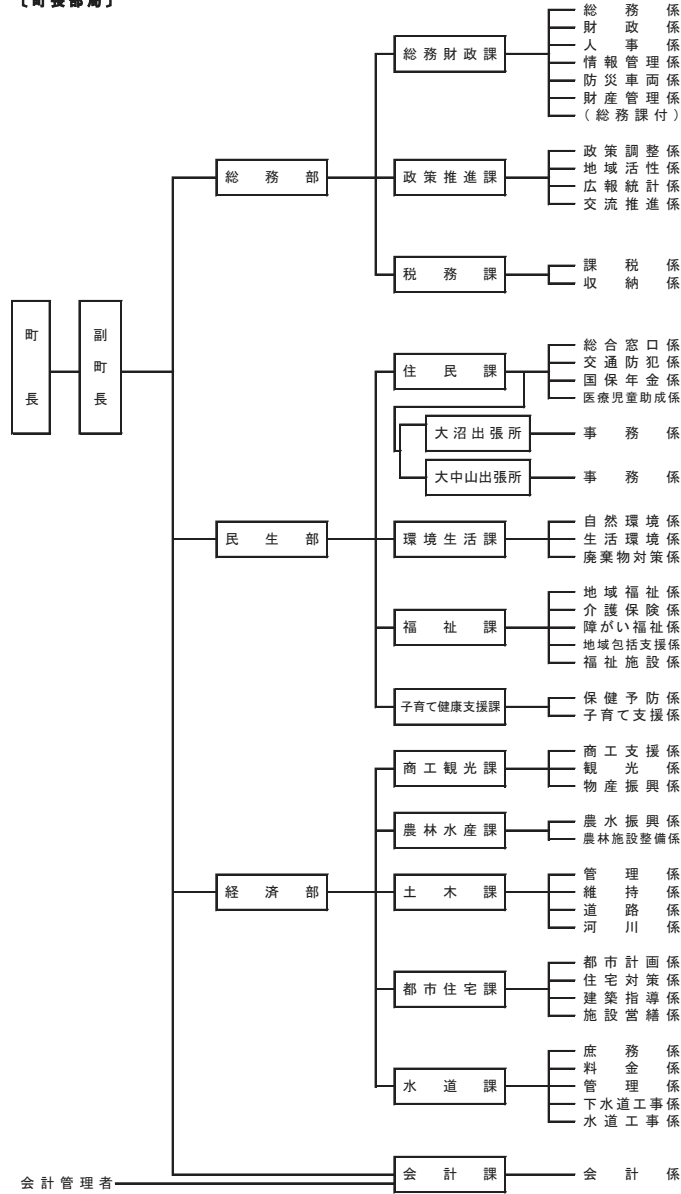 [町長部局]
町長
副町長
総務部
総務財政課
総務係
財政係
人事係
情報管理係
防災車両係
財産管理係
(総務課付)
政策推進課
政策調整係
地域活性係
広報統計係
交流推進係
税務課
課税係
収納係
民生部
住民課
総合窓口係
交通防犯係
国保年金係
医療児童助成係
大沼出張所
事務係
大中山出張所
事務係
環境生活課
自然環境係
生活環境係
廃棄物対策係
福祉課
地域福祉係
介護保険係
障がい福祉係
地域包括支援係
福祉施設係
子育て健康支援課
保健予防係
子育て支援係
経済部
商工観光課
商工支援係
観光係
物産振興係
農林水産課
農水振興係
農林施設整備係
土木課
管理係
維持係
道路係
河川係
都市住宅課
都市計画係
住宅対策係
建築指導係
施設営繕係
水道課
庶務係
料金係
管理係
下水道工事係
水道工事係
会計管理者
会計課
会計係